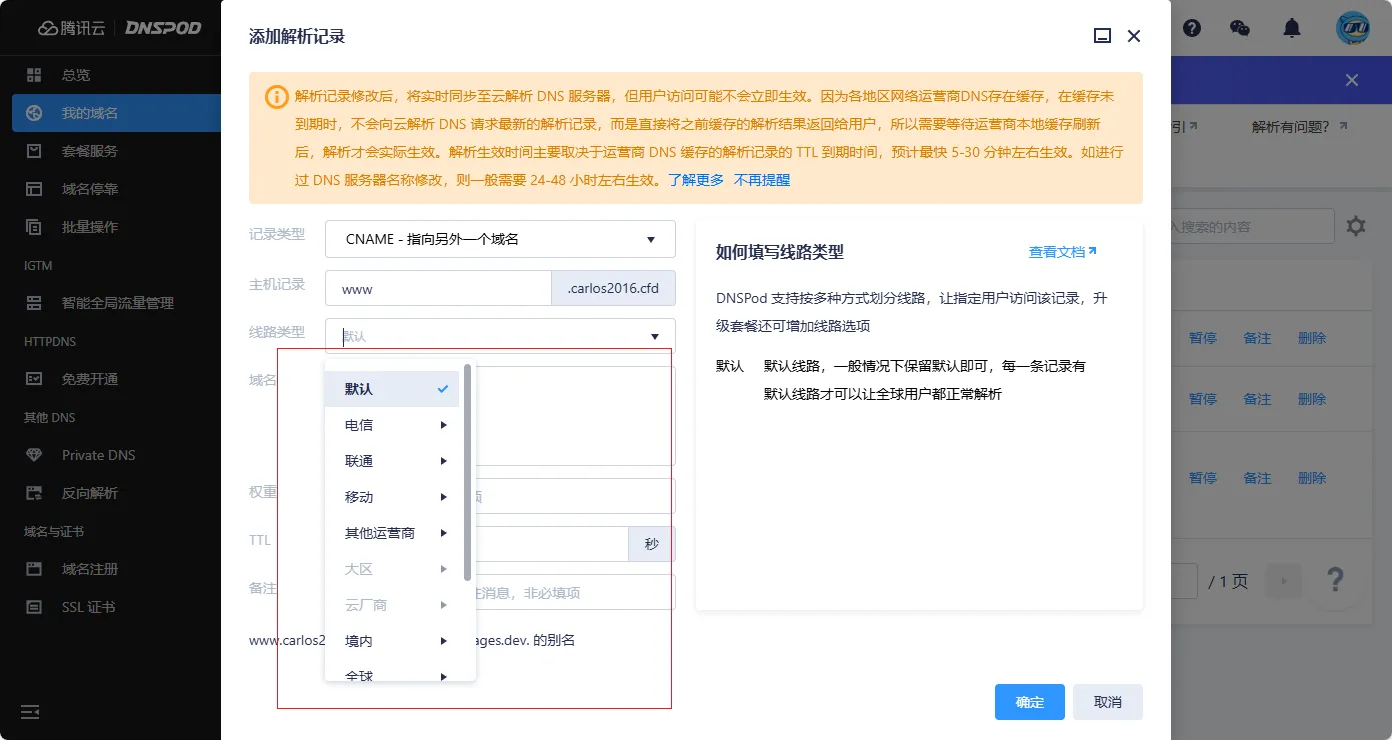 腾讯云 DNSPOD
总览
我的域名
套餐服务
域名停靠
批量操作
IGTM
智能全局流量管理
HTTPDNS
免费开通
其他 DNS
Private DNS
反向解析
域名与证书
域名注册
SSL 证书
添加解析记录
解析记录修改后，将实时同步至云解析 DNS 服务器，但用户访问可能不会立即生效。因为各地区网络运营商DNS存在缓存，在缓存未
到期时，不会向云解析 DNS 请求最新的解析记录，而是直接将之前缓存的解析结果返回给用户，所以需要等待运营商本地缓存刷新
后，解析才会实际生效。解析生效时间主要取决于运营商 DNS 缓存的解析记录的 TTL 到期时间，预计最快 5-30 分钟左右生效。如进行
过 DNS 服务器名称修改，则一般需要 24-48 小时左右生效。了解更多 不再提醒
记录类型 CNAME - 指向另外一个域名
主机记录 www .carlos2016.cfd
线路类型 默认
域名
默认
电信
联通
移动
权重 项
其他运营商
TTL 秒
大区
备注 注消息，非必填项
云厂商
www.carlos2 ages.dev. 的别名
境内
全球
如何填写线路类型 查看文档
DNSPod 支持按多种方式划分线路，让指定用户访问该记录，升
级套餐还可增加线路选项
默认 默认线路，一般情况下保留默认即可，每一条记录有
默认线路才可以让全球用户都正常解析
确定 取消
引 解析有问题？
入搜索的内容
暂停 备注 删除
暂停 备注 删除
暂停 备注 删除
/ 1 页
?